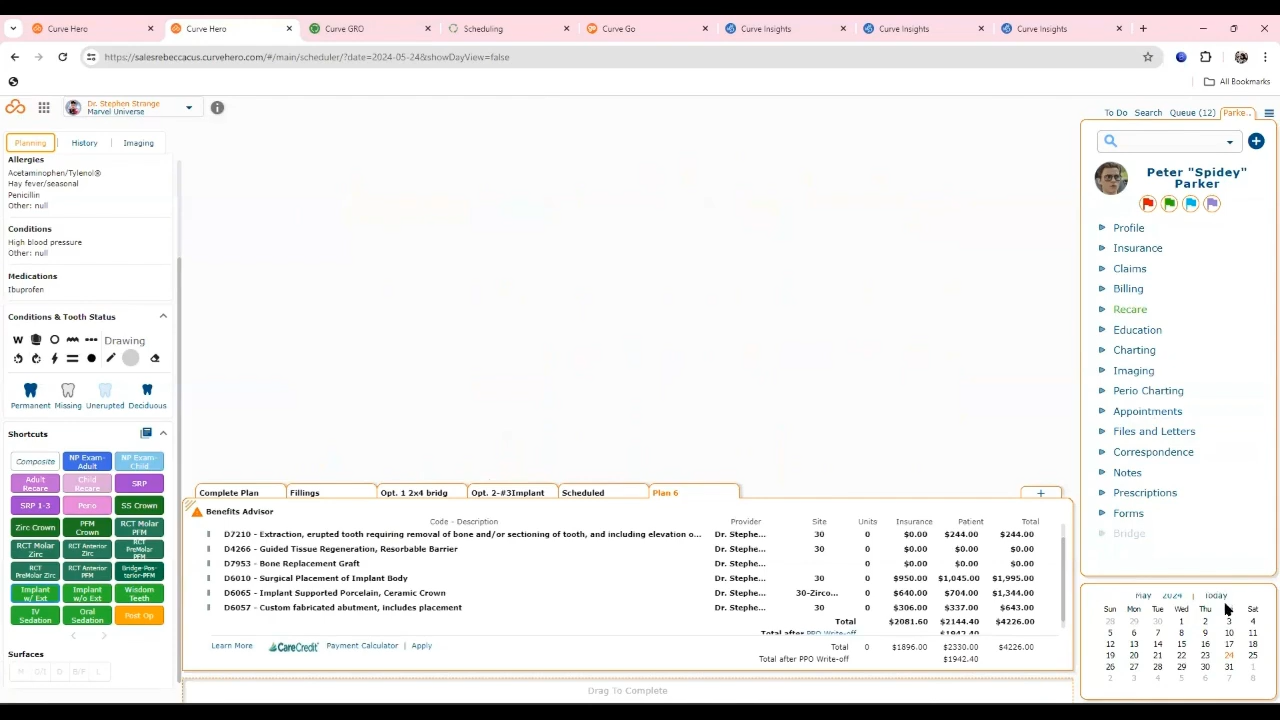 Curve Hero
Curve Hero
Curve GRO
Scheduling
Curve Go
Curve Insights
Curve Insights
Curve Insights
https://salesrebeccacus.curvehero.com/#/main/scheduler/?date=2024-05-24&showDayView=false
All Bookmarks
Dr. Stephen Strange
Marvel Universe
To Do Search Queue (12) Parke...
Planning History Imaging
Allergies
Acetaminophen/Tylenol®
Hay fever/seasonal
Penicillin
Other: null
Conditions
High blood pressure
Other: null
Medications
Ibuprofen
Conditions & Tooth Status
W
Drawing
Permanent Missing Unerupted Deciduous
Shortcuts
Composite NP Exam-Adult NP Exam-Child
Adult Recare Child Recare SRP
SRP 1-3 Perio SS Crown
Zirc Crown PFM Crown RCT Molar PFM
RCT Molar Zirc RCT Anterior Zirc RCT PreMolar PFM
RCT PreMolar Zirc RCT Anterior PFM Bridge-Posterior-PFM
Implant w/ Ext Implant w/o Ext Wisdom Teeth
IV Sedation Oral Sedation Post Op
Surfaces
M O/I D B/F L
Complete Plan Fillings Opt. 1 2x4 bridg Opt. 2-#3Implant Scheduled Plan 6 +
Benefits Advisor
Code - Description Provider Site Units Insurance Patient Total
D7210 - Extraction, erupted tooth requiring removal of bone and/or sectioning of tooth, and including elevation o... Dr. Stephe... 30 0 $0.00 $244.00 $244.00
D4266 - Guided Tissue Regeneration, Resorbable Barrier Dr. Stephe... 30 0 $0.00 $0.00 $0.00
D7953 - Bone Replacement Graft Dr. Stephe... 0 $0.00 $0.00 $0.00
D6010 - Surgical Placement of Implant Body Dr. Stephe... 30 0 $950.00 $1,045.00 $1,995.00
D6065 - Implant Supported Porcelain, Ceramic Crown Dr. Stephe... 30-Zirco... 0 $640.00 $704.00 $1,344.00
D6057 - Custom fabricated abutment, includes placement Dr. Stephe... 30 0 $306.00 $337.00 $643.00
Total $2081.60 $2144.40 $4226.00
Total after PPO Write-off $1942.40
Learn More CareCredit Payment Calculator | Apply
Total 0 $1896.00 $2330.00 $4226.00
Total after PPO Write-off $1942.40
Drag To Complete
Peter "Spidey"
Parker
Profile
Insurance
Claims
Billing
Recare
Education
Charting
Imaging
Perio Charting
Appointments
Files and Letters
Correspondence
Notes
Prescriptions
Forms
Bridge
May 2024 | Today
Sun Mon Tue Wed Thu Sat
28 29 30 1 2 3 4
5 6 7 8 9 10 11
12 13 14 15 16 17 18
19 20 21 22 23 24 25
26 27 28 29 30 31 1
2 3 4 5 6 7 8